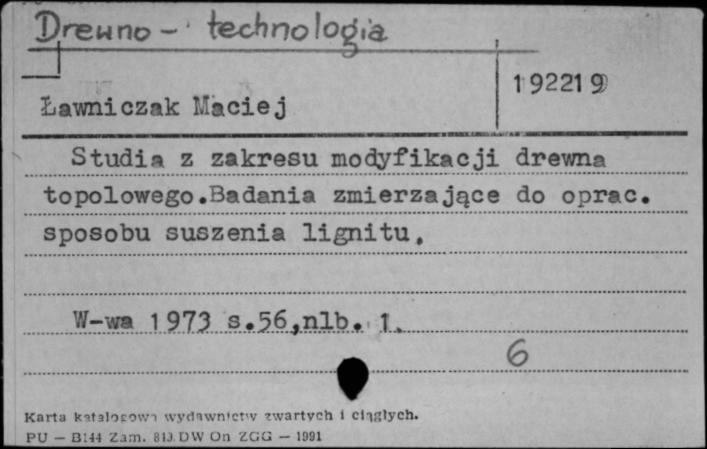 Drewno - technologia
192219
Ławniczak Maciej
Studia z zakresu modyfikacji drewna
topolowego.Badania zmierzające do oprac.
sposobu suszenia lignitu.
W-wa 1973 s.56,nlb. 1.
6
Karta katalogowa wydawnictw zwartych i ciągłych.
PU — B144 Zam. 813 DW On ZGG — 1991